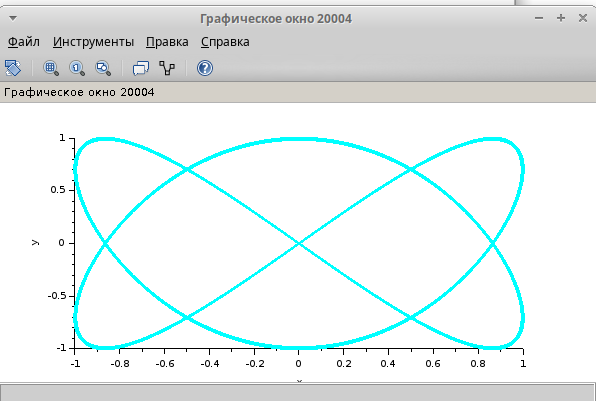 Графическое окно 20004
Файл Инструменты Правка Справка
Графическое окно 20004
1
0.5
0
-0.5
-1
y
-1 -0.8 -0.6 -0.4 -0.2 0 0.2 0.4 0.6 0.8 1